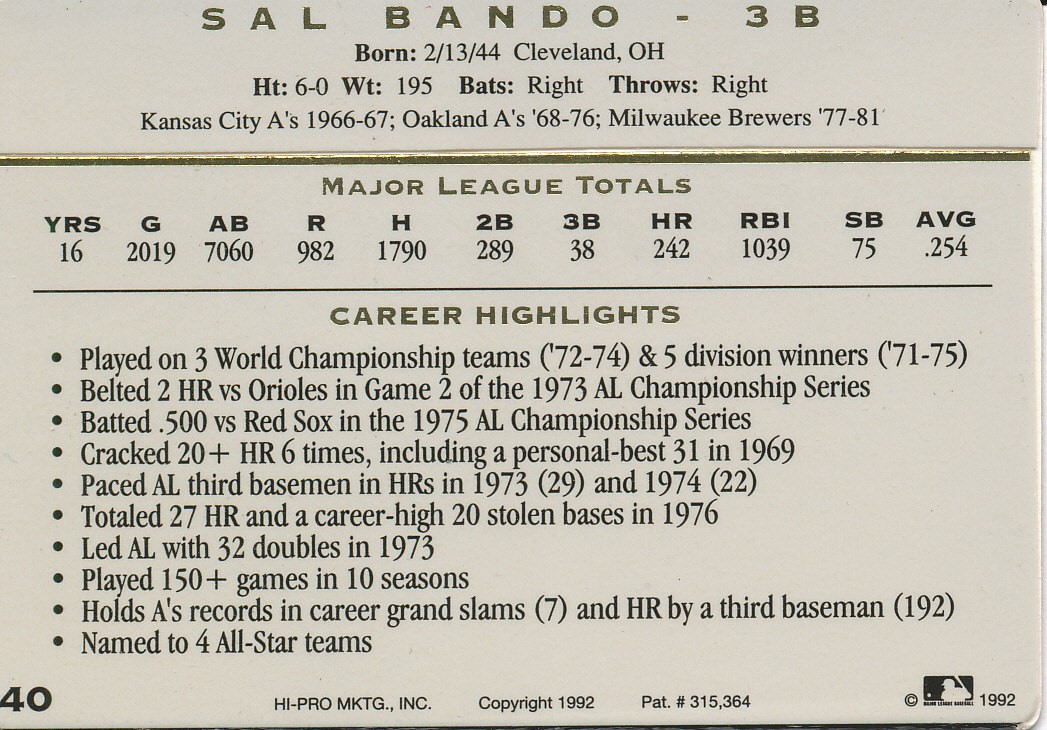 SAL BANDO - 3B
Born: 2/13/44 Cleveland, OH
Ht: 6-0 Wt: 195 Bats: Right Throws: Right
Kansas City A's 1966-67; Oakland A's '68-76; Milwaukee Brewers '77-81
MAJOR LEAGUE TOTALS
YRS G AB R H 2B 3B HR RBI SB AVG
16 2019 7060 982 1790 289 38 242 1039 75 .254
CAREER HIGHLIGHTS
• Played on 3 World Championship teams ('72-74) & 5 division winners ('71-75)
• Belted 2 HR vs Orioles in Game 2 of the 1973 AL Championship Series
• Batted .500 vs Red Sox in the 1975 AL Championship Series
• Cracked 20+ HR 6 times, including a personal-best 31 in 1969
• Paced AL third basemen in HRs in 1973 (29) and 1974 (22)
• Totaled 27 HR and a career-high 20 stolen bases in 1976
• Led AL with 32 doubles in 1973
• Played 150+ games in 10 seasons
• Holds A's records in career grand slams (7) and HR by a third baseman (192)
• Named to 4 All-Star teams
40 HI-PRO MKTG., INC. Copyright 1992 Pat. # 315,364 © MAJOR LEAGUE BASEBALL 1992